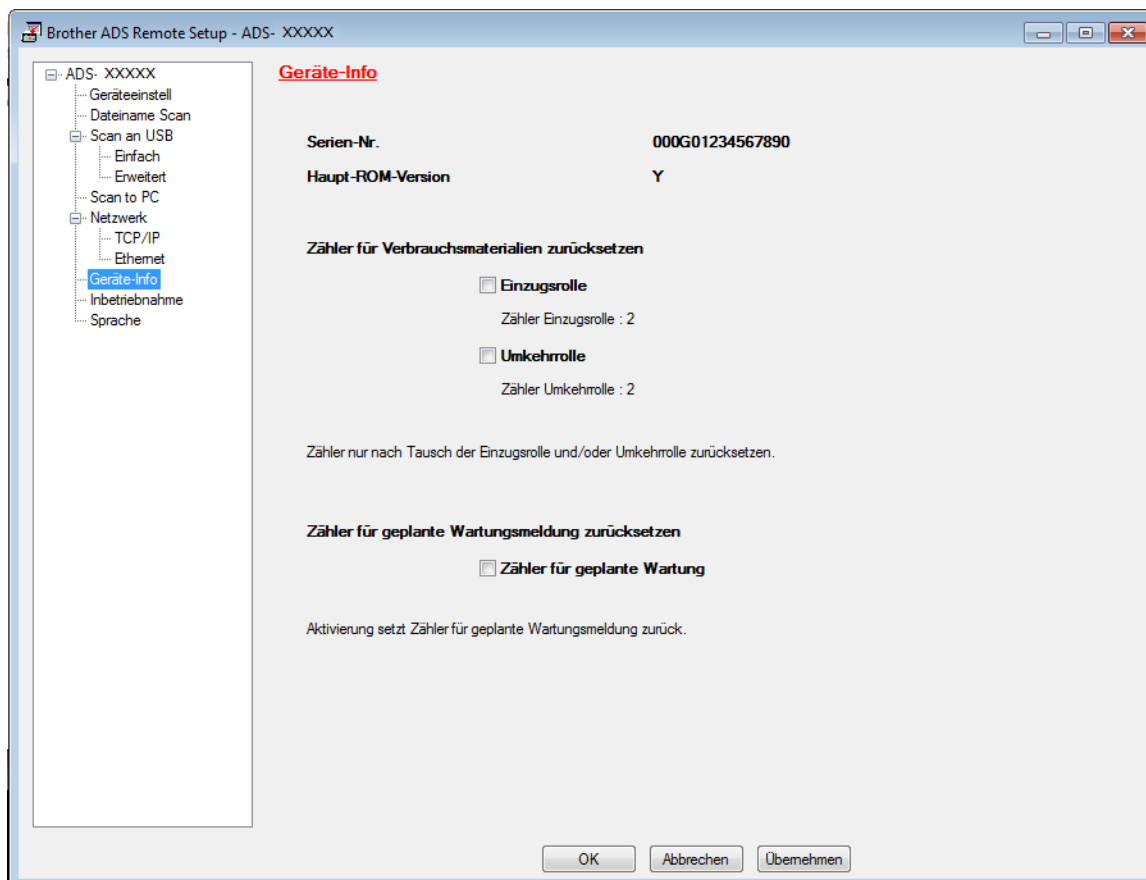 Brother ADS Remote Setup - ADS- XXXXX
ADS- XXXXX
Geräteeinstell
Dateiname Scan
Scan an USB
Einfach
Erweitert
Scan to PC
Netzwerk
TCP/IP
Ethernet
Geräte-Info
Inbetriebnahme
Sprache
Geräte-Info
Serien-Nr. 000G01234567890
Haupt-ROM-Version Y
Zähler für Verbrauchsmaterialien zurücksetzen
Einzugsrolle
Zähler Einzugsrolle : 2
Umkehrrolle
Zähler Umkehrrolle : 2
Zähler nur nach Tausch der Einzugsrolle und/oder Umkehrrolle zurücksetzen.
Zähler für geplante Wartungsmeldung zurücksetzen
Zähler für geplante Wartung
Aktivierung setzt Zähler für geplante Wartungsmeldung zurück.
OK Abbrechen Übernehmen